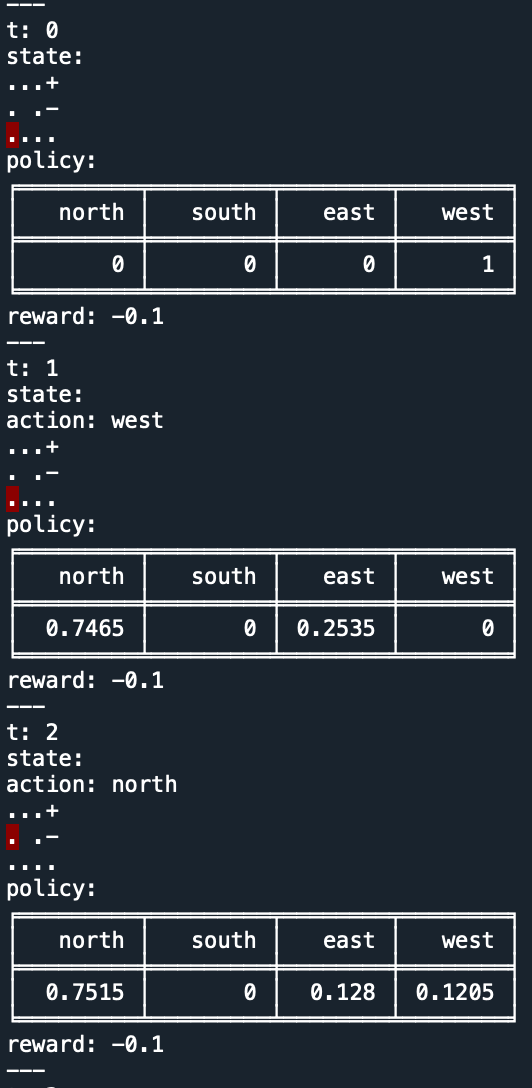 ---
t: 0
state:
...+
. .-
....
policy:
north south east west
0 0 0 1
reward: -0.1
---
t: 1
state:
action: west
...+
. .-
....
policy:
north south east west
0.7465 0 0.2535 0
reward: -0.1
---
t: 2
state:
action: north
...+
. .-
....
policy:
north south east west
0.7515 0 0.128 0.1205
reward: -0.1
---